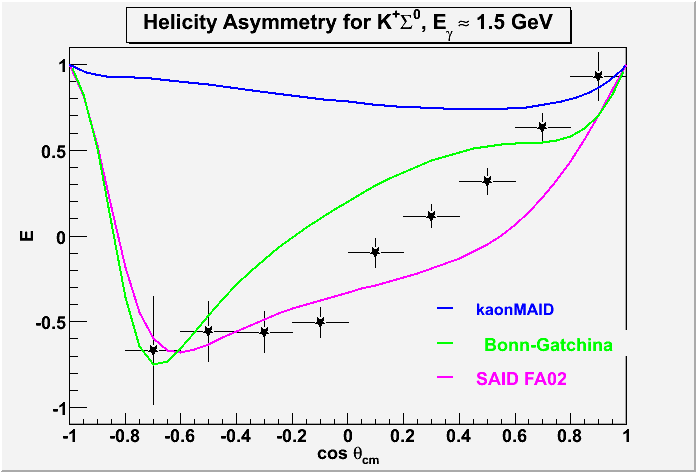 Helicity Asymmetry for K⁺Σ⁰, E_γ ≈ 1.5 GeV
E
1
0.5
0
-0.5
-1
kaonMAID
Bonn-Gatchina
SAID FA02
-1 -0.8 -0.6 -0.4 -0.2 0 0.2 0.4 0.6 0.8 1
cos θ_cm